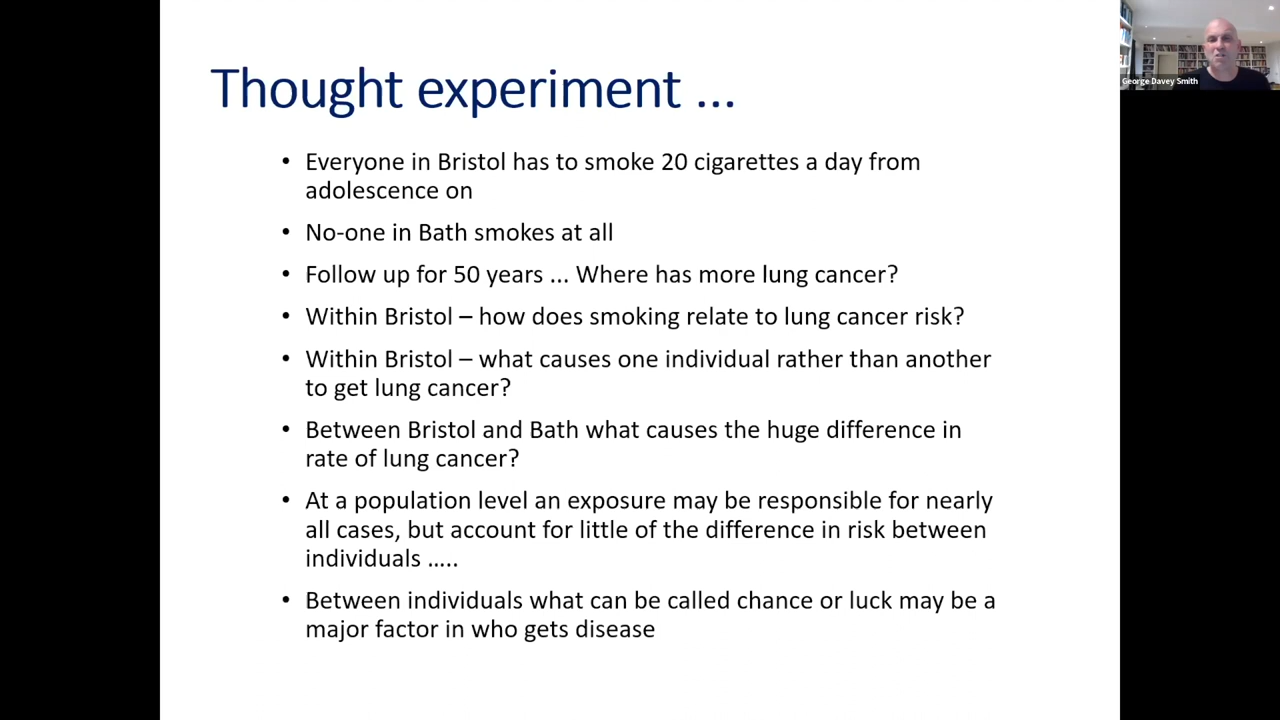 Thought experiment ...
• Everyone in Bristol has to smoke 20 cigarettes a day from
adolescence on
• No-one in Bath smokes at all
• Follow up for 50 years ... Where has more lung cancer?
• Within Bristol – how does smoking relate to lung cancer risk?
• Within Bristol – what causes one individual rather than another
to get lung cancer?
• Between Bristol and Bath what causes the huge difference in
rate of lung cancer?
• At a population level an exposure may be responsible for nearly
all cases, but account for little of the difference in risk between
individuals …..
• Between individuals what can be called chance or luck may be a
major factor in who gets disease
George Davey Smith